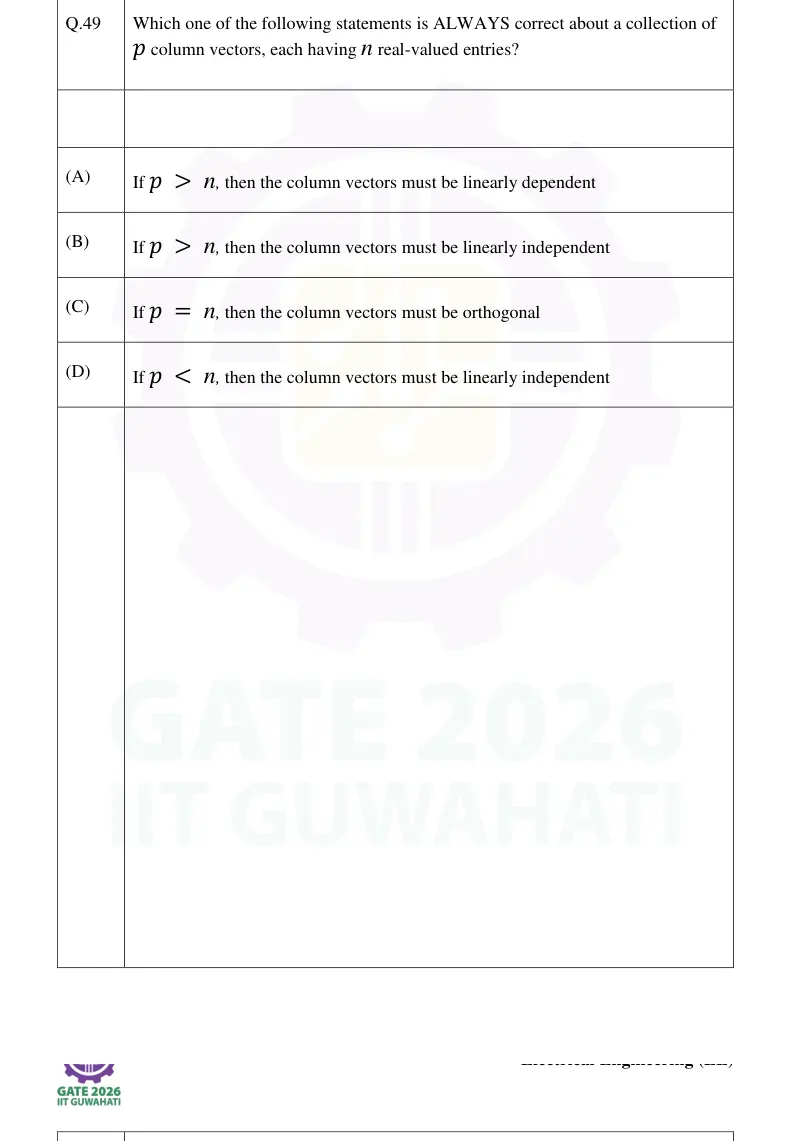 Q.49 Which one of the following statements is ALWAYS correct about a collection of
p column vectors, each having n real-valued entries?
(A) If p > n, then the column vectors must be linearly dependent
(B) If p > n, then the column vectors must be linearly independent
(C) If p = n, then the column vectors must be orthogonal
(D) If p < n, then the column vectors must be linearly independent
GATE 2026
IIT GUWAHATI
GATE 2026
IIT GUWAHATI